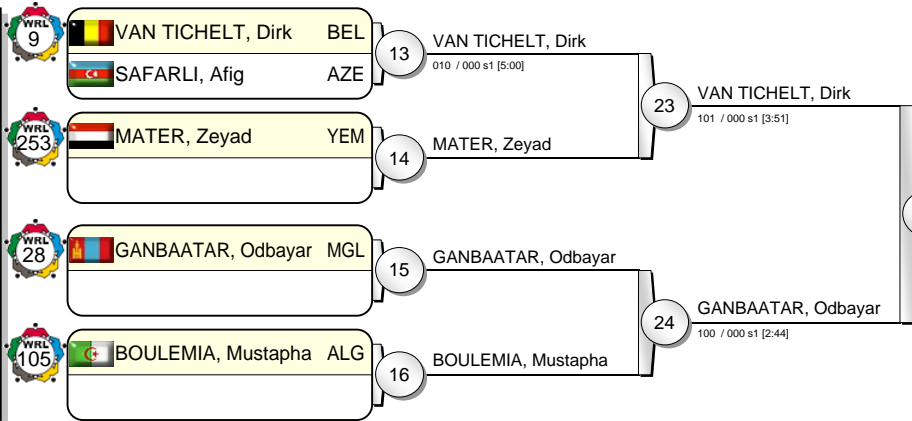 WRL
9
VAN TICHELT, Dirk BEL
SAFARLI, Afig AZE
13
VAN TICHELT, Dirk
010 / 000 s1 [5:00]
23
VAN TICHELT, Dirk
101 / 000 s1 [3:51]
WRL
253
MATER, Zeyad YEM
14
MATER, Zeyad
WRL
28
GANBAATAR, Odbayar MGL
15
GANBAATAR, Odbayar
24
GANBAATAR, Odbayar
100 / 000 s1 [2:44]
WRL
105
BOULEMIA, Mustapha ALG
16
BOULEMIA, Mustapha